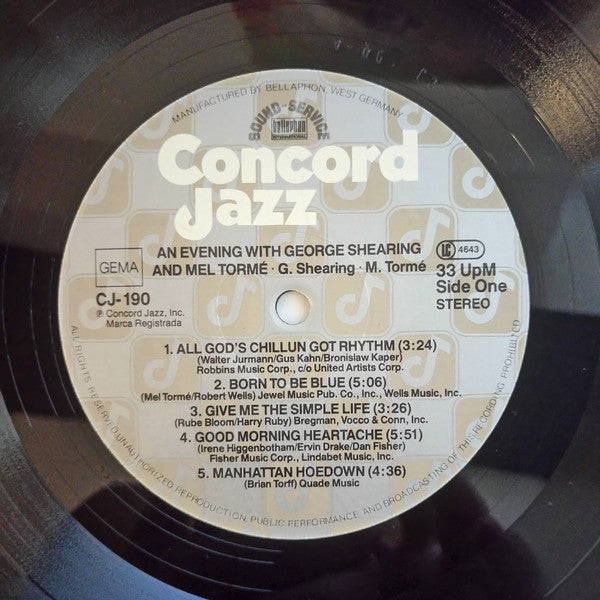 MANUFACTURED BY BELLAPHON, WEST GERMANY
SOUND-SERVICE
bellaphon
INTERNATIONAL
Concord
Jazz
AN EVENING WITH GEORGE SHEARING
AND MEL TORMÉ · G. Shearing · M. Tormé
GEMA
LC 4643
CJ-190
33 UpM
Side One
STEREO
℗ Concord Jazz, Inc.
Marca Registrada
1. ALL GOD'S CHILLUN GOT RHYTHM (3:24)
(Walter Jurmann/Gus Kahn/Bronislaw Kaper)
Robbins Music Corp., c/o United Artists Corp.
2. BORN TO BE BLUE (5:06)
(Mel Tormé/Robert Wells) Jewel Music Pub. Co., Inc., Wells Music, Inc.
3. GIVE ME THE SIMPLE LIFE (3:26)
(Rube Bloom/Harry Ruby) Bregman, Vocco & Conn, Inc.
4. GOOD MORNING HEARTACHE (5:51)
(Irene Higgenbotham/Ervin Drake/Dan Fisher)
Fisher Music Corp., Lindabet Music, Inc.
5. MANHATTAN HOEDOWN (4:36)
(Brian Torff) Quade Music
ALL RIGHTS RESERVED. UNAUTHORIZED REPRODUCTION, PUBLIC PERFORMANCE AND BROADCASTING OF THIS RECORDING PROHIBITED